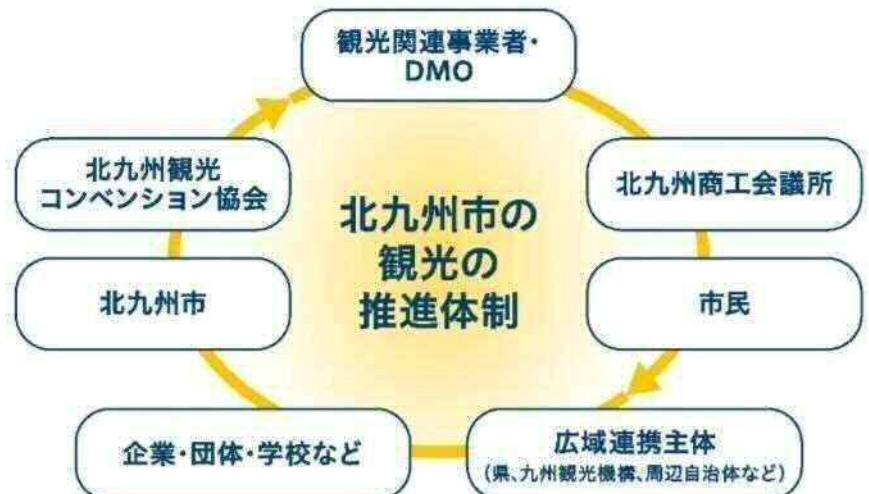 観光関連事業者・
DMO
北九州観光
コンベンション協会
北九州商工会議所
北九州市の
観光の
推進体制
北九州市
市民
企業・団体・学校など
広域連携主体
(県、九州観光機構、周辺自治体など)